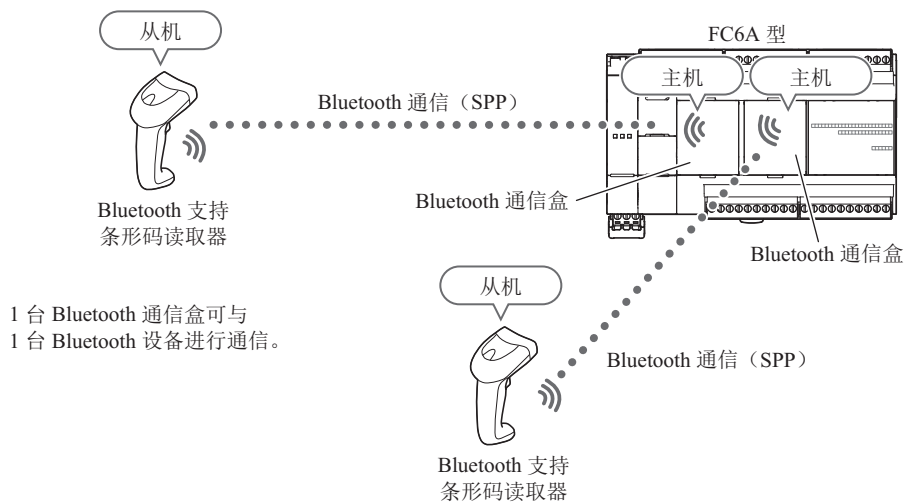 从机
FC6A 型
主机
主机
Bluetooth 通信（SPP）
Bluetooth 通信盒
Bluetooth 支持
条形码读取器
Bluetooth 通信盒
从机
1 台 Bluetooth 通信盒可与
1 台 Bluetooth 设备进行通信。
Bluetooth 通信（SPP）
Bluetooth 支持
条形码读取器